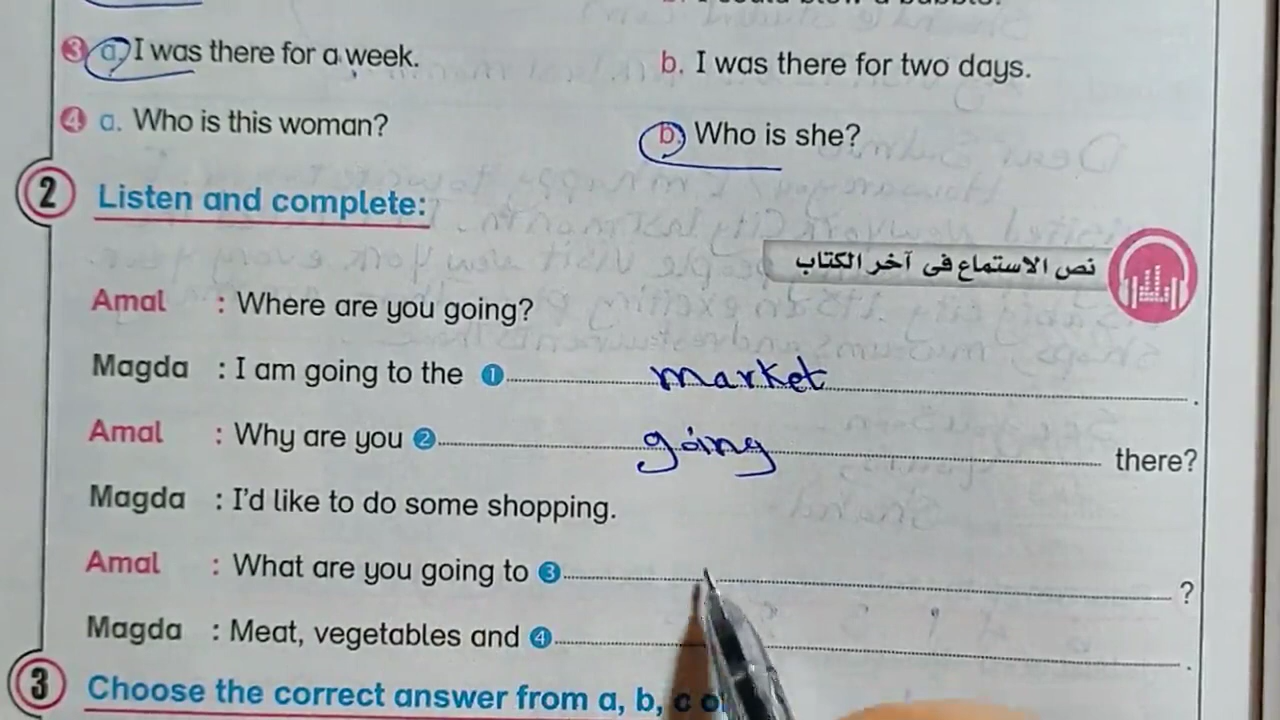 3 a. I was there for a week. b. I was there for two days.
4 a. Who is this woman? b. Who is she?
2 Listen and complete:
نص الاستماع فى آخر الكتاب
Amal : Where are you going?
Magda : I am going to the 1 market .
Amal : Why are you 2 going there?
Magda : I'd like to do some shopping.
Amal : What are you going to 3 ?
Magda : Meat, vegetables and 4 .
3 Choose the correct answer from a, b, c